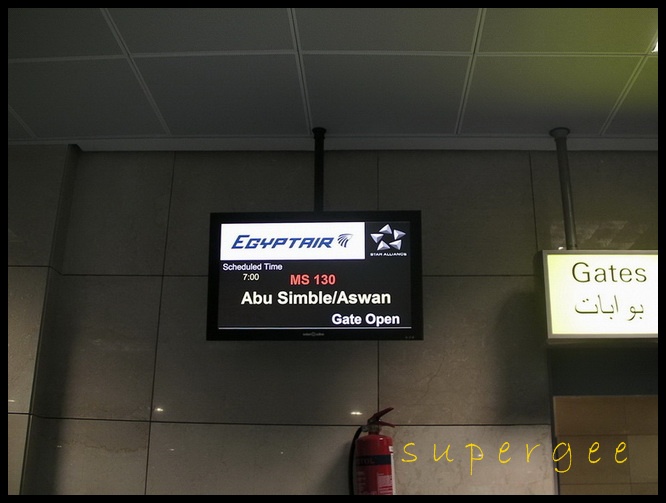 EGYPTAIR
STAR ALLIANCE
Scheduled Time
7:00
MS 130
Abu Simble/Aswan
Gate Open
Gates
بوابات
supergee